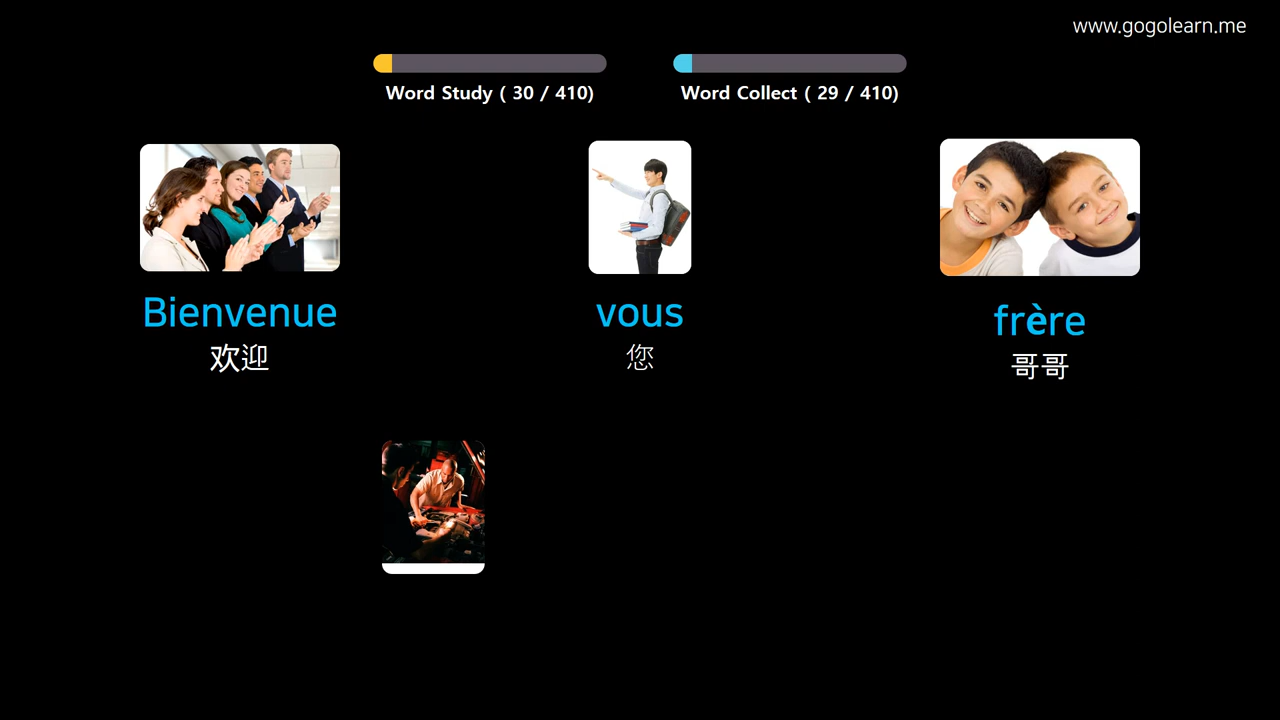 www.gogolearn.me
Word Study ( 30 / 410)
Word Collect ( 29 / 410)
Bienvenue
欢迎
vous
您
frère
哥哥